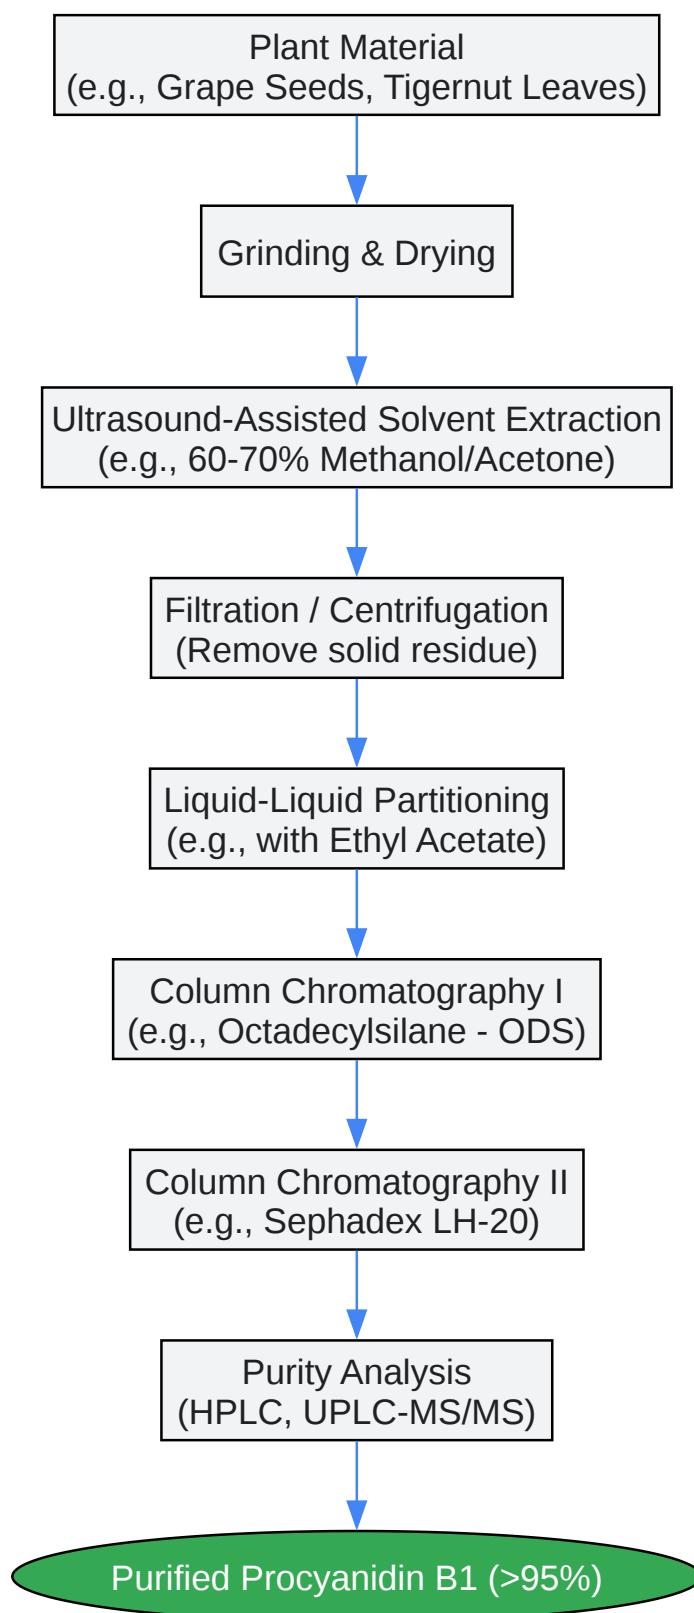 Plant Material
(e.g., Grape Seeds, Tigernut Leaves)
Grinding & Drying
Ultrasound-Assisted Solvent Extraction
(e.g., 60-70% Methanol/Acetone)
Filtration / Centrifugation
(Remove solid residue)
Liquid-Liquid Partitioning
(e.g., with Ethyl Acetate)
Column Chromatography I
(e.g., Octadecylsilane - ODS)
Column Chromatography II
(e.g., Sephadex LH-20)
Purity Analysis
(HPLC, UPLC-MS/MS)
Purified Procyanidin B1 (>95%)